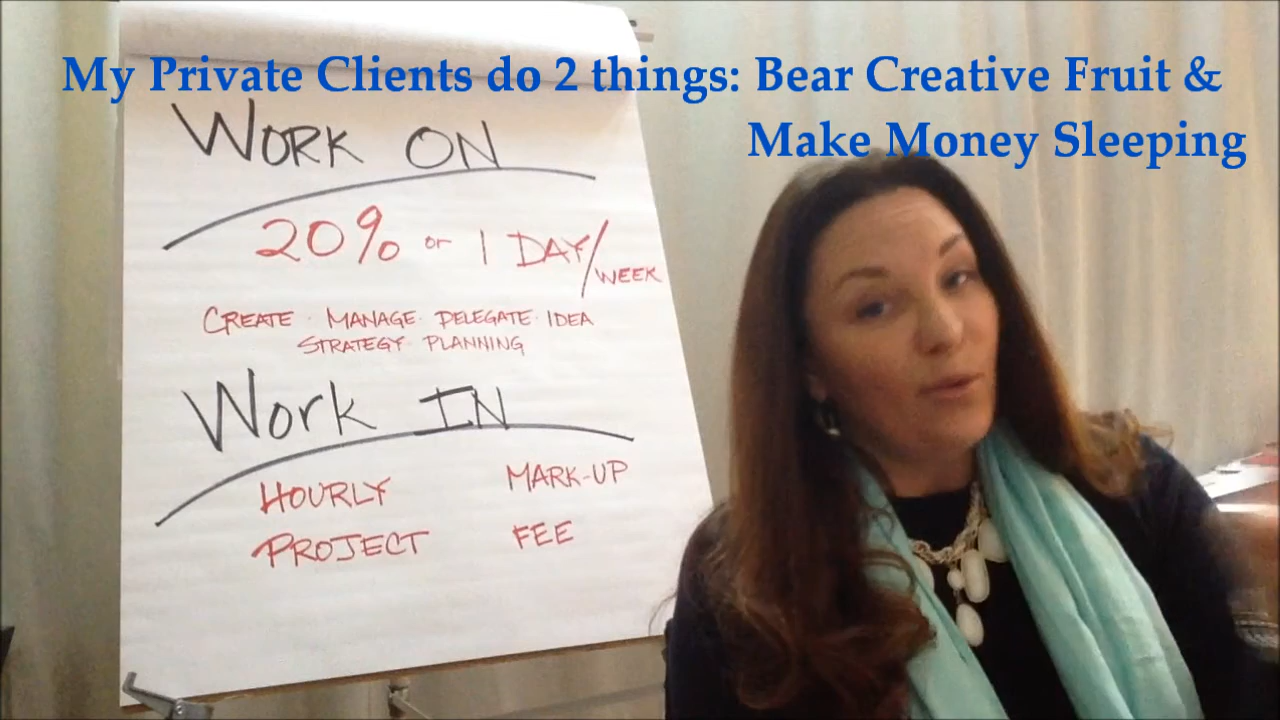 My Private Clients do 2 things: Bear Creative Fruit &
Make Money Sleeping
WORK ON
20% or 1 DAY/WEEK
CREATE · MANAGE · DELEGATE · IDEA
STRATEGY · PLANNING
Work IN
HOURLY MARK-UP
PROJECT FEE